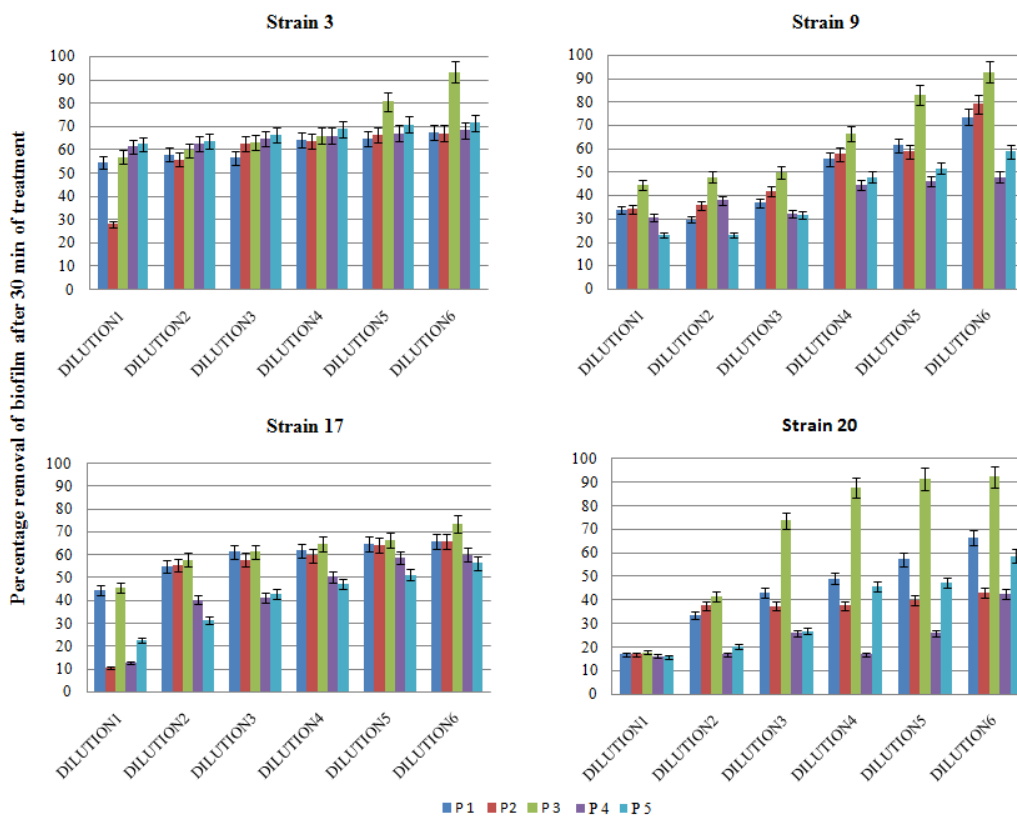 Percentage removal of biofilm after 30 min of treatment
Strain 3
100
90
80
70
60
50
40
30
20
10
0
DILUTION1
DILUTION2
DILUTION3
DILUTION4
DILUTION5
DILUTION6
Strain 9
100
90
80
70
60
50
40
30
20
10
0
DILUTION1
DILUTION2
DILUTION3
DILUTION4
DILUTION5
DILUTION6
Strain 17
100
90
80
70
60
50
40
30
20
10
0
DILUTION1
DILUTION2
DILUTION3
DILUTION4
DILUTION5
DILUTION6
Strain 20
100
90
80
70
60
50
40
30
20
10
0
DILUTION1
DILUTION2
DILUTION3
DILUTION4
DILUTION5
DILUTION6
P 1 P2 P 3 P 4 P 5